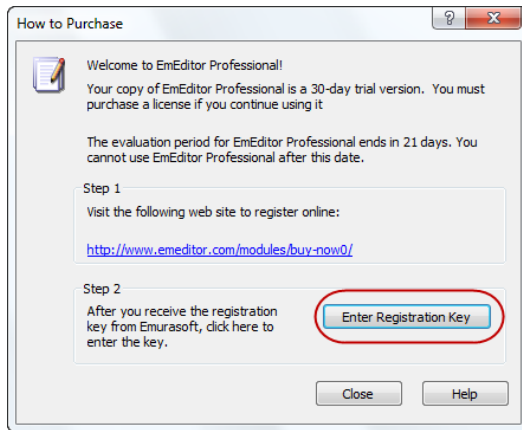 How to Purchase
Welcome to EmEditor Professional!
Your copy of EmEditor Professional is a 30-day trial version.  You must
purchase a license if you continue using it
The evaluation period for EmEditor Professional ends in 21 days. You
cannot use EmEditor Professional after this date.
Step 1
Visit the following web site to register online:
http://www.emeditor.com/modules/buy-now0/
Step 2
After you receive the registration
key from Emurasoft, click here to
enter the key.
Enter Registration Key
Close
Help